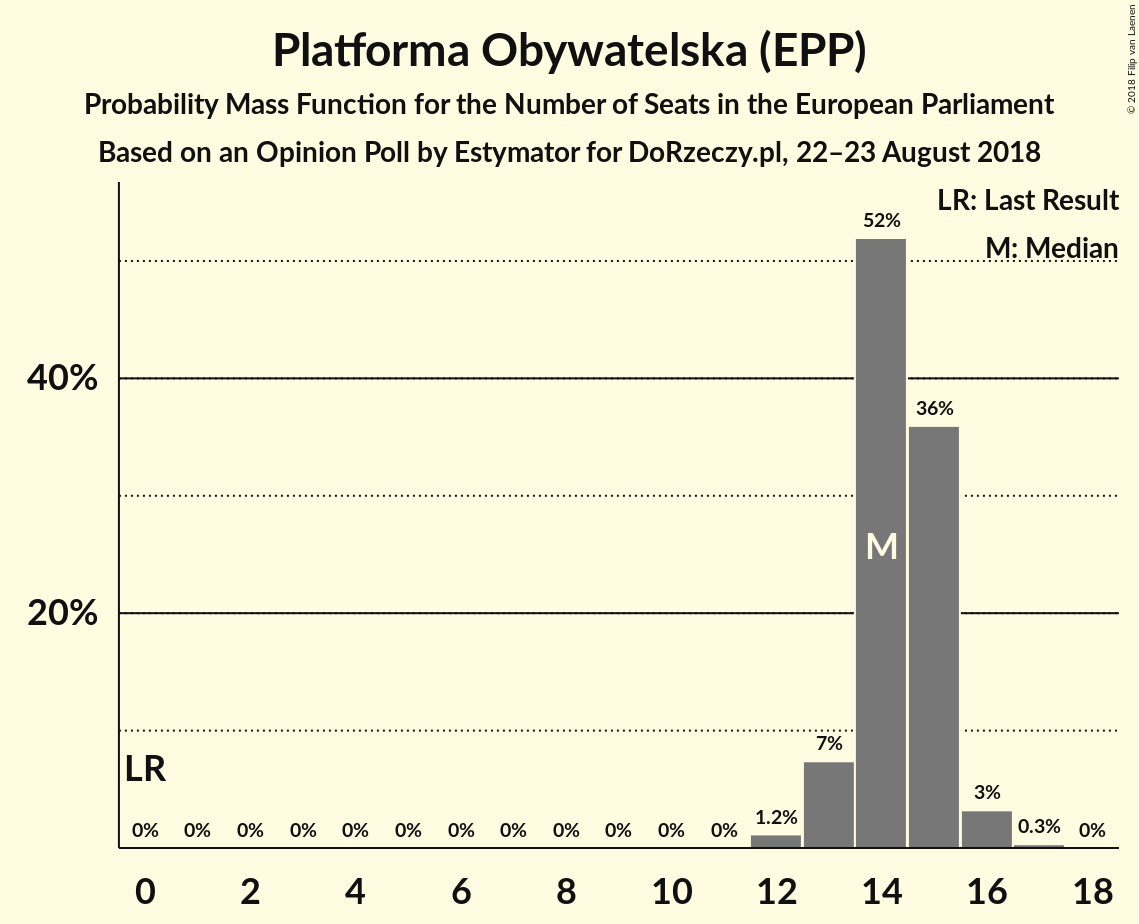 Platforma Obywatelska (EPP)
Probability Mass Function for the Number of Seats in the European Parliament
Based on an Opinion Poll by Estymator for DoRzeczy.pl, 22–23 August 2018
© 2018 Filip van Laenen
LR: Last Result
M: Median
52%
40%
36%
M
20%
7%
LR
3%
1.2%
0.3%
0% 0% 0% 0% 0% 0% 0% 0% 0% 0% 0% 0% 0%
0 2 4 6 8 10 12 14 16 18